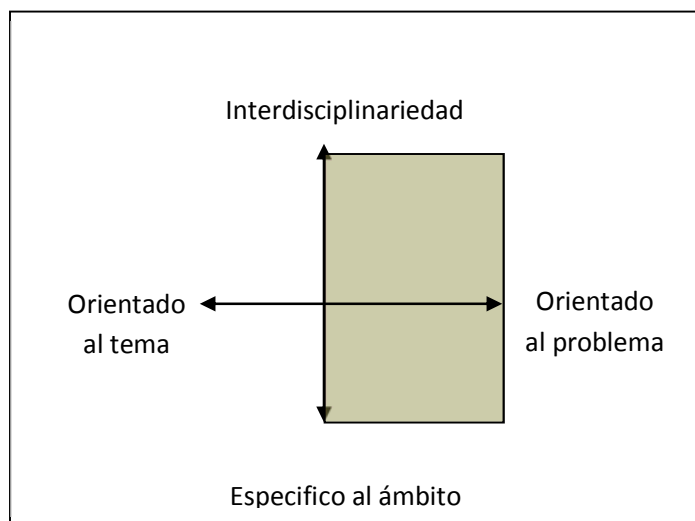 Interdisciplinariedad
Orientado
al tema
Orientado
al problema
Especifico al ámbito